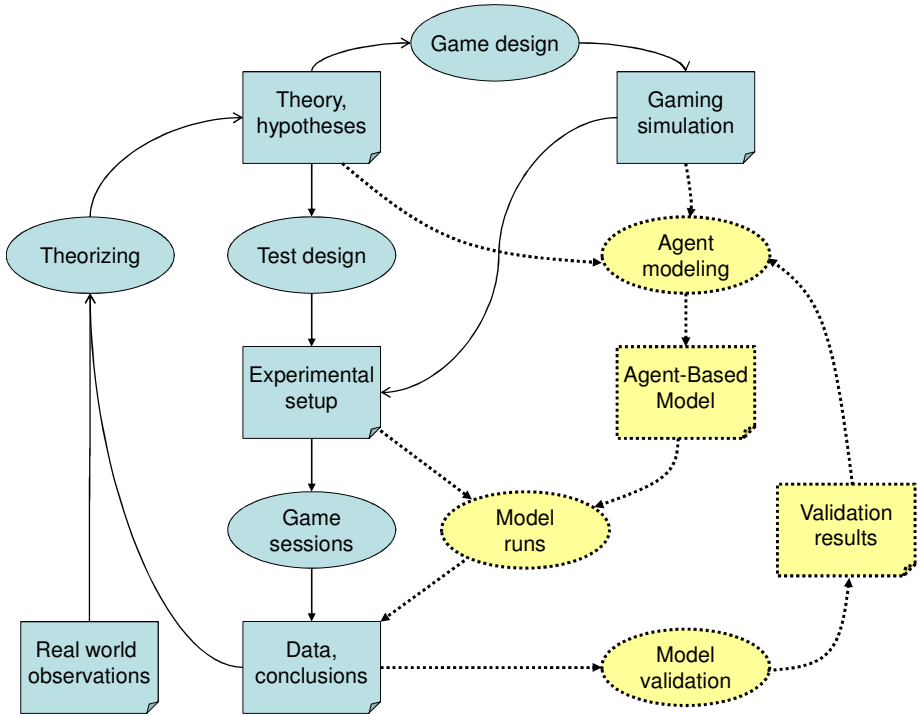 Game design
Theory,
hypotheses
Gaming
simulation
Theorizing
Test design
Agent
modeling
Experimental
setup
Agent-Based
Model
Game
sessions
Model
runs
Validation
results
Real world
observations
Data,
conclusions
Model
validation